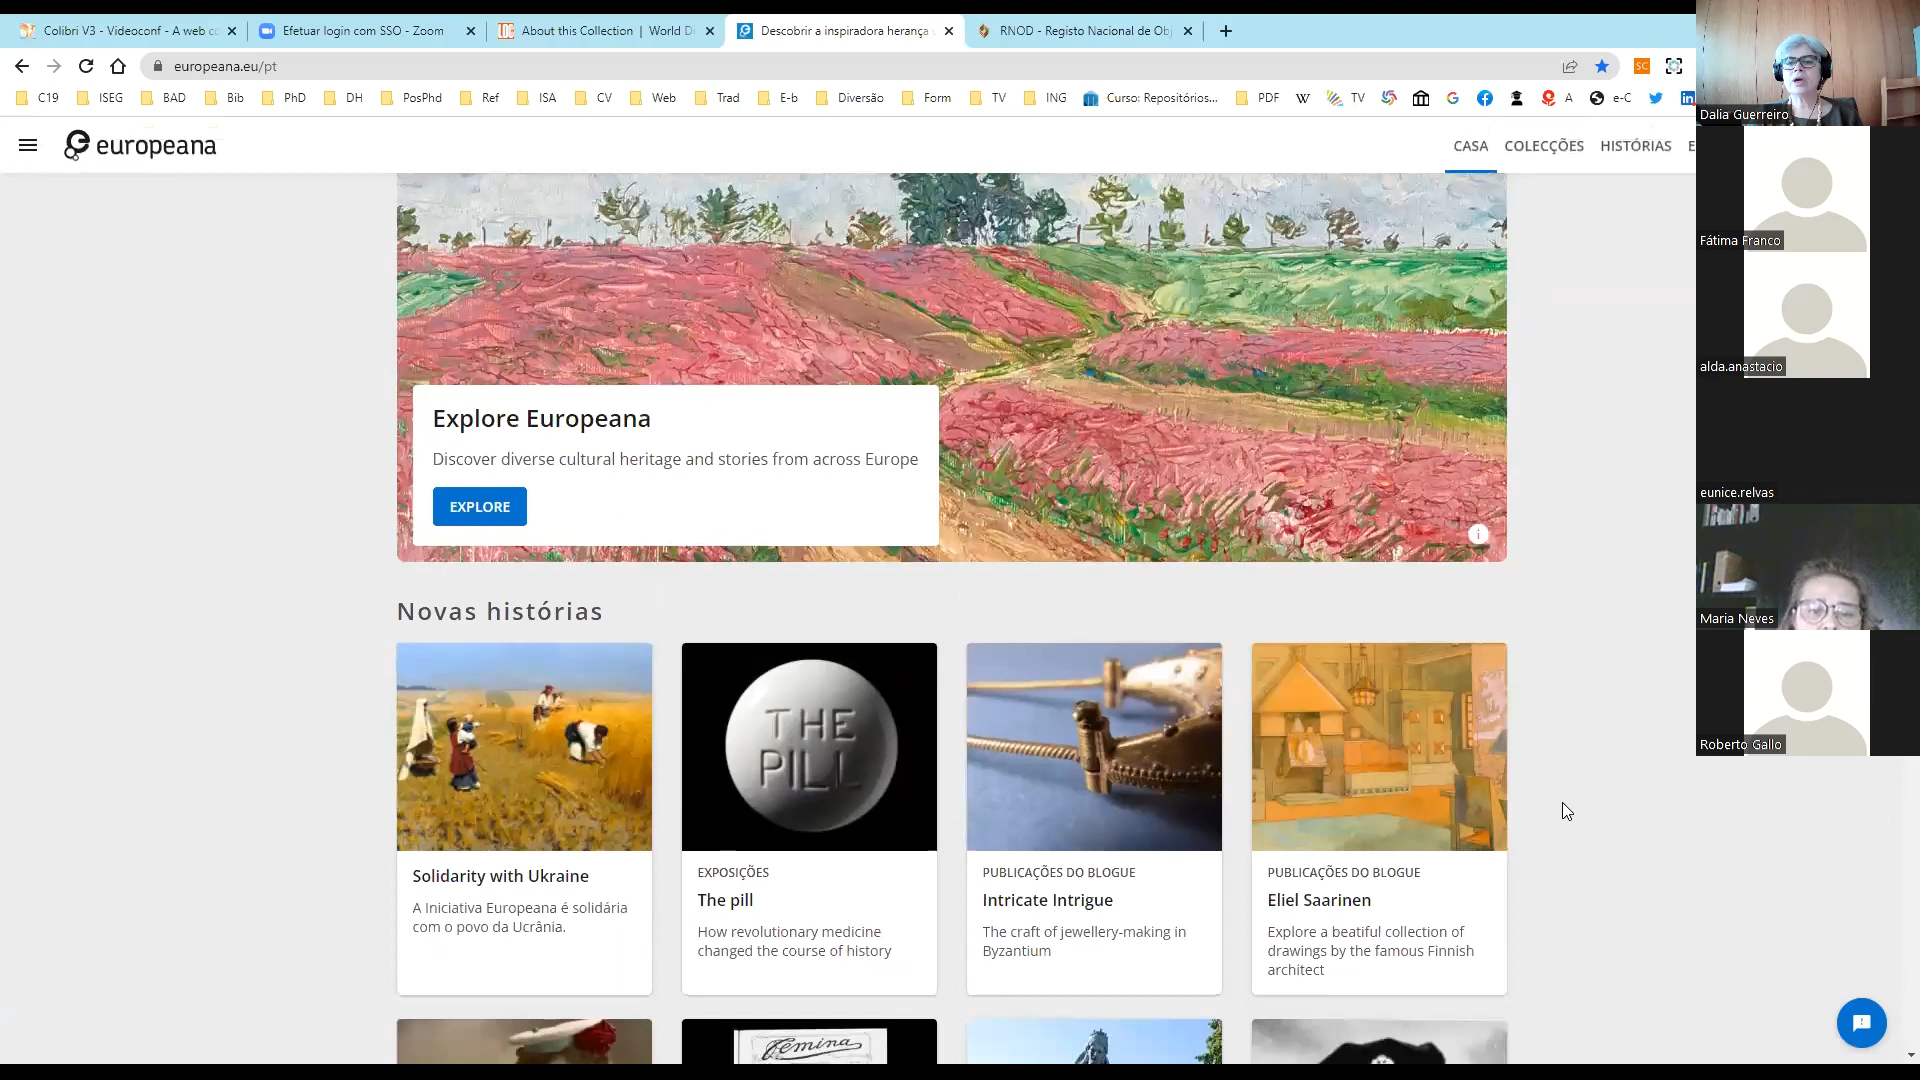 Colibri V3 - Videoconf - A web co
Efetuar login com SSO - Zoom
About this Collection | World Di
Descobrir a inspiradora herança
RNOD - Registo Nacional de Ob
europeana.eu/pt
SC
C19
ISEG
BAD
Bib
PhD
DH
PosPhd
Ref
ISA
CV
Web
Trad
E-b
Diversão
Form
TV
ING
Curso: Repositórios...
PDF
W
TV
G
A
e-C
europeana
CASA
COLECÇÕES
HISTÓRIAS
E
Explore Europeana
Discover diverse cultural heritage and stories from across Europe
EXPLORE
Novas histórias
THE
PILL
Solidarity with Ukraine
A Iniciativa Europeana é solidária
com o povo da Ucrânia.
EXPOSIÇÕES
The pill
How revolutionary medicine
changed the course of history
PUBLICAÇÕES DO BLOGUE
Intricate Intrigue
The craft of jewellery-making in
Byzantium
PUBLICAÇÕES DO BLOGUE
Eliel Saarinen
Explore a beatiful collection of
drawings by the famous Finnish
architect
Femina
Dalia Guerreiro
Fátima Franco
alda.anastacio
eunice.relvas
Maria Neves
Roberto Gallo